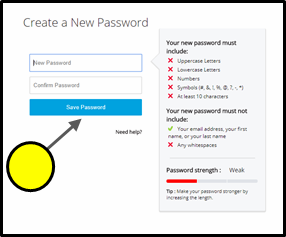 Create a New Password
New Password
Confirm Password
Save Password
Need help?
Your new password must
include:
Uppercase Letters
Lowercase Letters
Numbers
Symbols (#, &, !, %, @, ?, -, *)
At least 10 characters
Your new password must not
include:
Your email address, your first
name, or your last name
Any whitespaces
Password strength : Weak
Tip : Make your password stronger by
increasing the length.